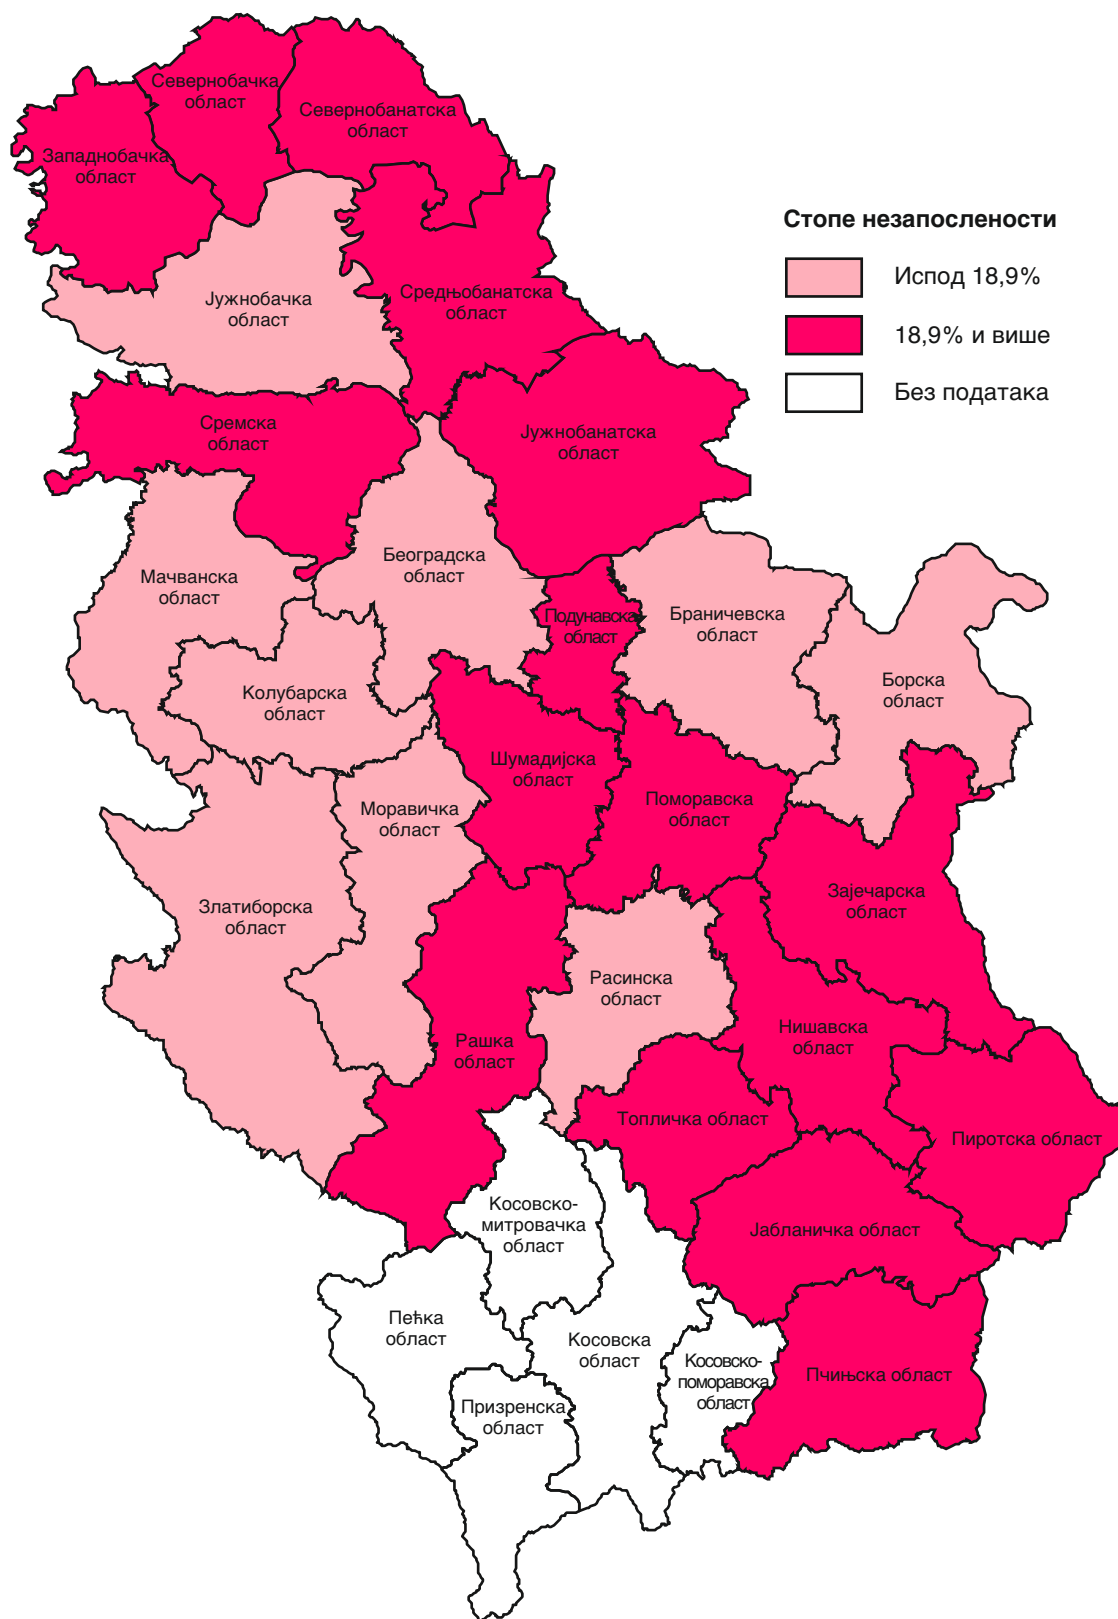 Севернобачка
област
Севернобанатска
област
Западнобачка
област
Стопе незапослености
Испод 18,9%
18,9% и више
Без података
Јужнобачка
област
Средњобанатска
област
Сремска
област
Јужнобанатска
област
Београдска
област
Мачванска
област
Подунавска
област
Браничевска
област
Колубарска
област
Борска
област
Шумадијска
област
Моравичка
област
Поморавска
област
Златиборска
област
Зајечарска
област
Расинска
област
Рашка
област
Нишавска
област
Топличка област
Пиротска област
Косовско-
митровачка
област
Јабланичка област
Пећка
област
Косовска
област
Косовско-
поморавска
област
Пчињска област
Призренска
област